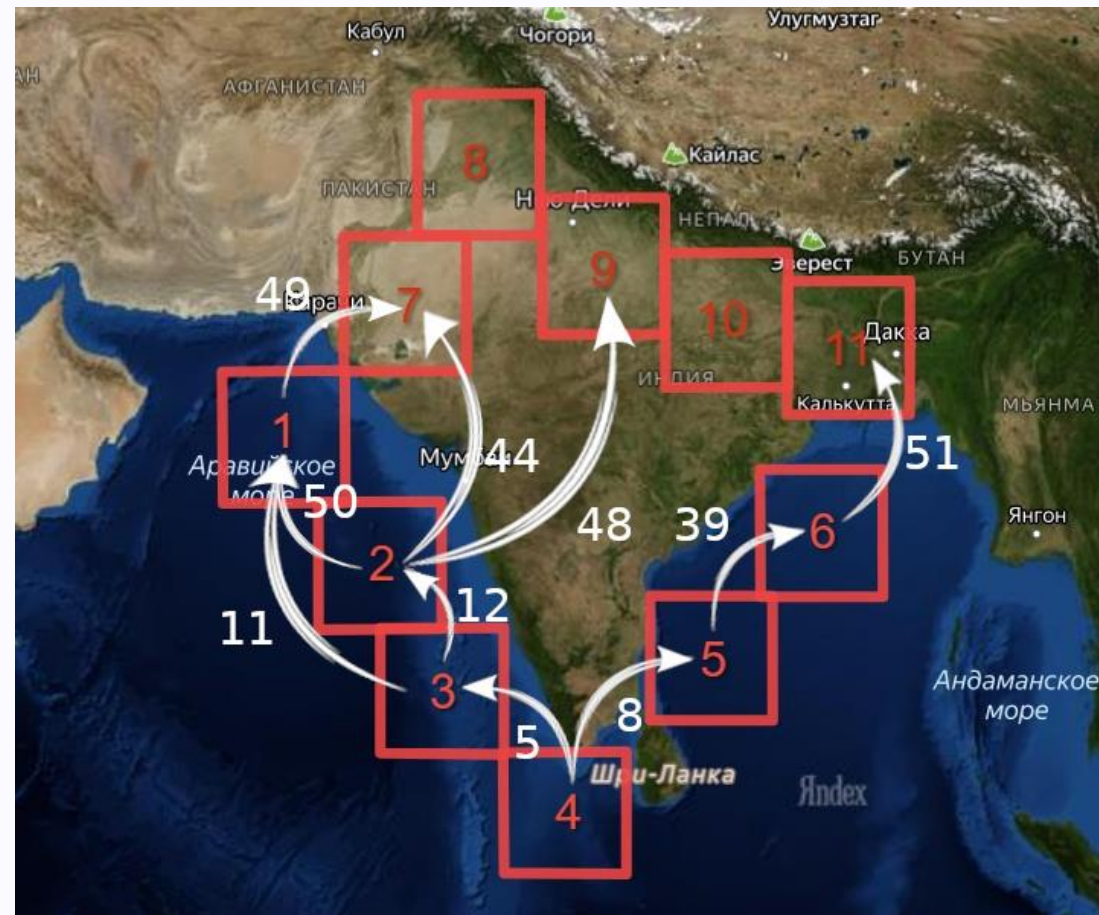 Улугмузтаг
Кабул
Чогори
АН
АФГАНИСТАН
8
Кайлас
ПАКИСТАН
Нью-Дели
НЕПАЛ
Эверест
БУТАН
49
Карачи
7
9
10
11
Дакка
ИНДИЯ
Калькутта
МЬЯНМА
1
Мумбаи
44
51
Аравийское
море
50
Янгон
48
39
6
2
12
11
5
3
Андаманское
море
8
5
Шри-Ланка
Яndex
4